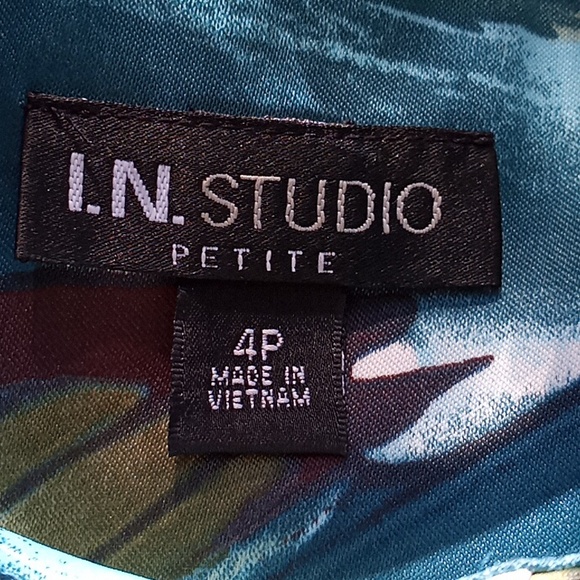 I.N. STUDIO
PETITE
4P
MADE IN
VIETNAM